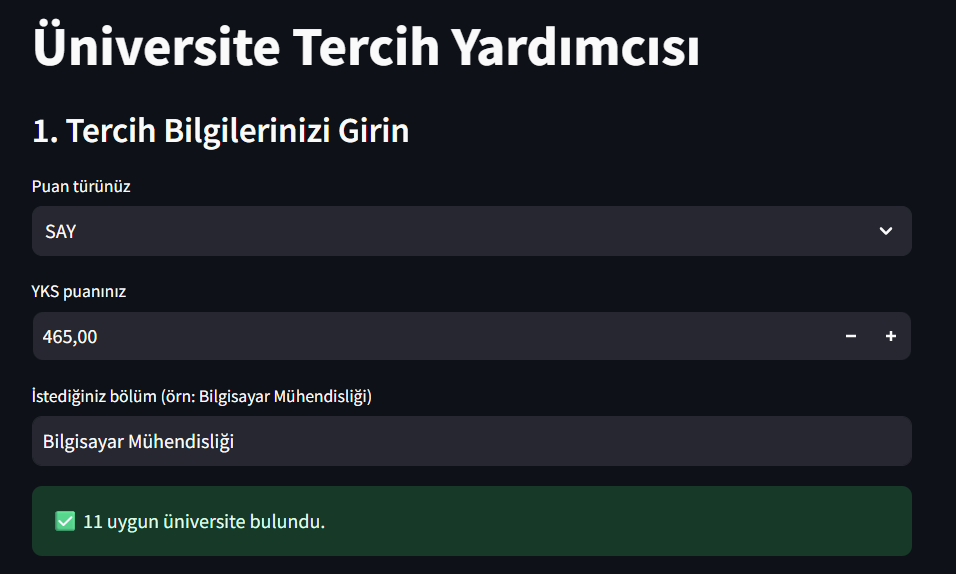 Üniversite Tercih Yardımcısı
1. Tercih Bilgilerinizi Girin
Puan türünüz
SAY
YKS puanınız
465,00
İstediğiniz bölüm (örn: Bilgisayar Mühendisliği)
Bilgisayar Mühendisliği
✅ 11 uygun üniversite bulundu.